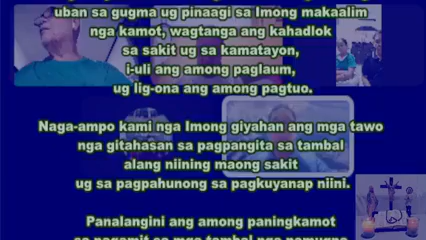 uban sa gugma ug pinaagi sa Imong makaalim
nga kamot, wagtanga ang kahadlok
sa sakit ug sa kamatayon,
i-uli ang among paglaum,
ug lig-ona ang among pagtuo.
Naga-ampo kami nga Imong giyahan ang mga tawo
nga gitahasan sa pagpangita sa tambal
alang niining maong sakit
ug sa pagpahunong sa pagkuyanap niini.
Panalangini ang among paningkamot